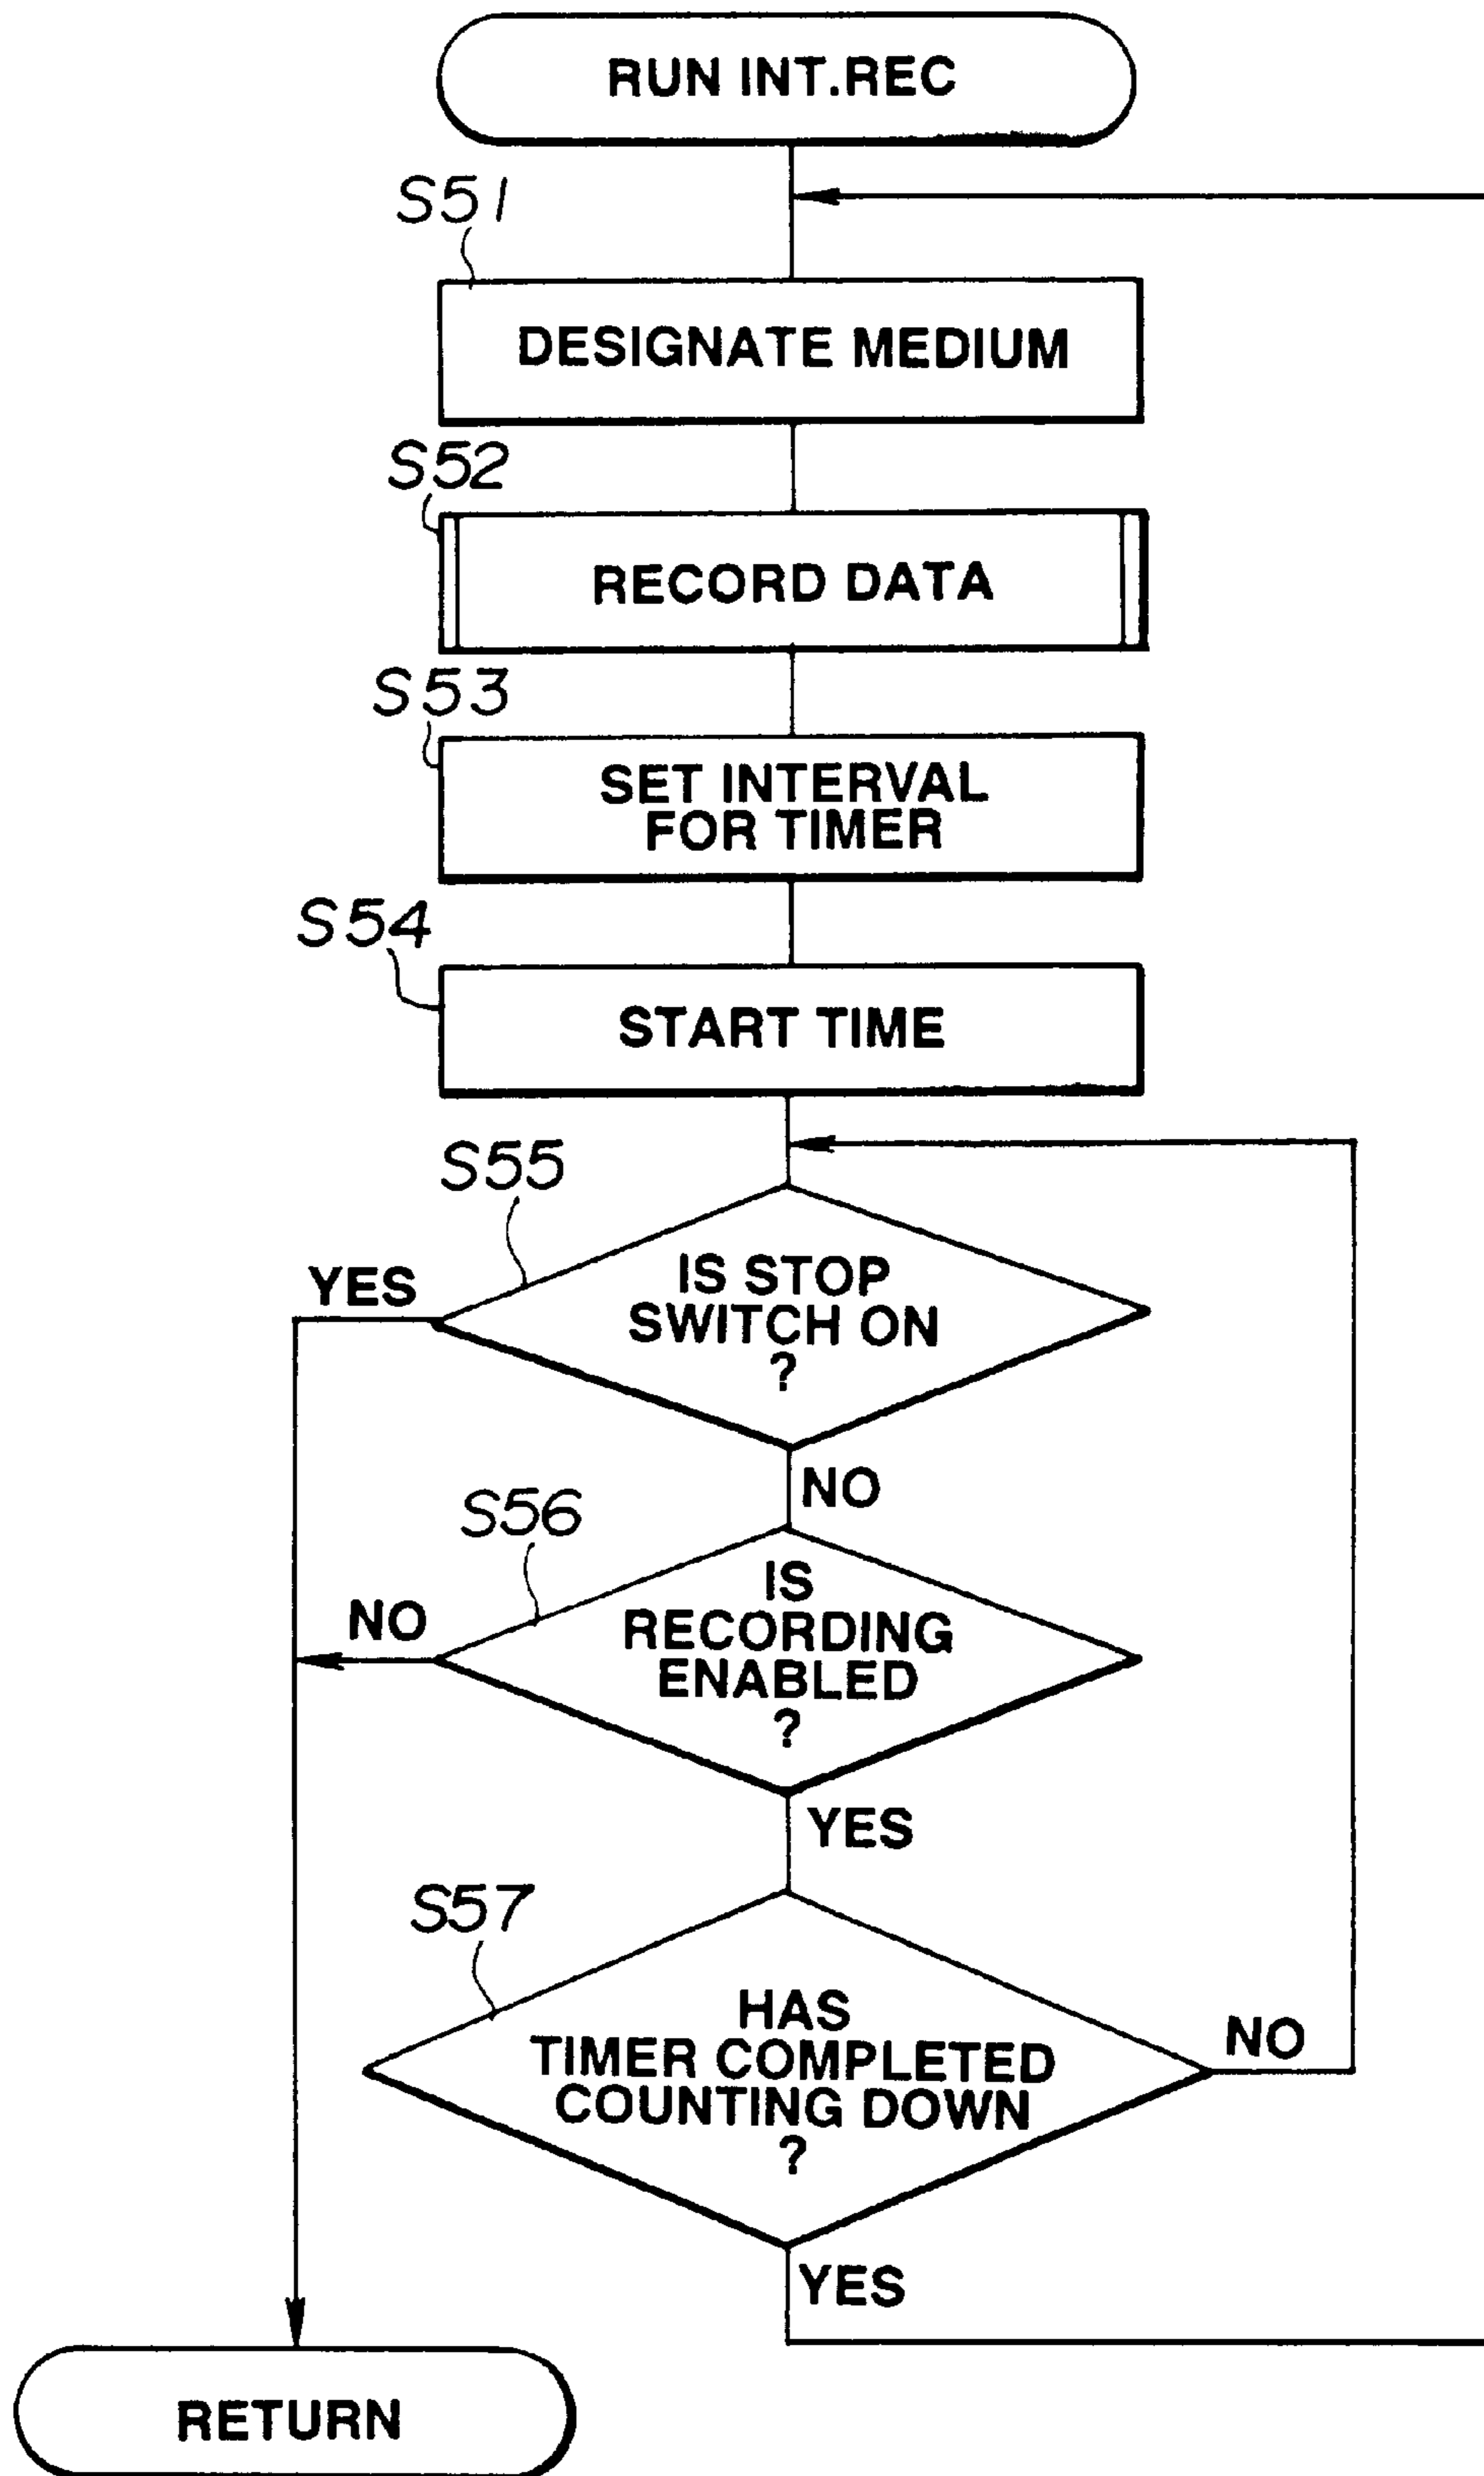 RUN INT.REC
S51
DESIGNATE MEDIUM
S52
RECORD DATA
S53
SET INTERVAL
FOR TIMER
S54
START TIME
S55
YES
IS STOP
SWITCH ON
?
NO
S56
NO
IS
RECORDING
ENABLED
?
YES
S57
HAS
TIMER COMPLETED
COUNTING DOWN
?
NO
YES
RETURN